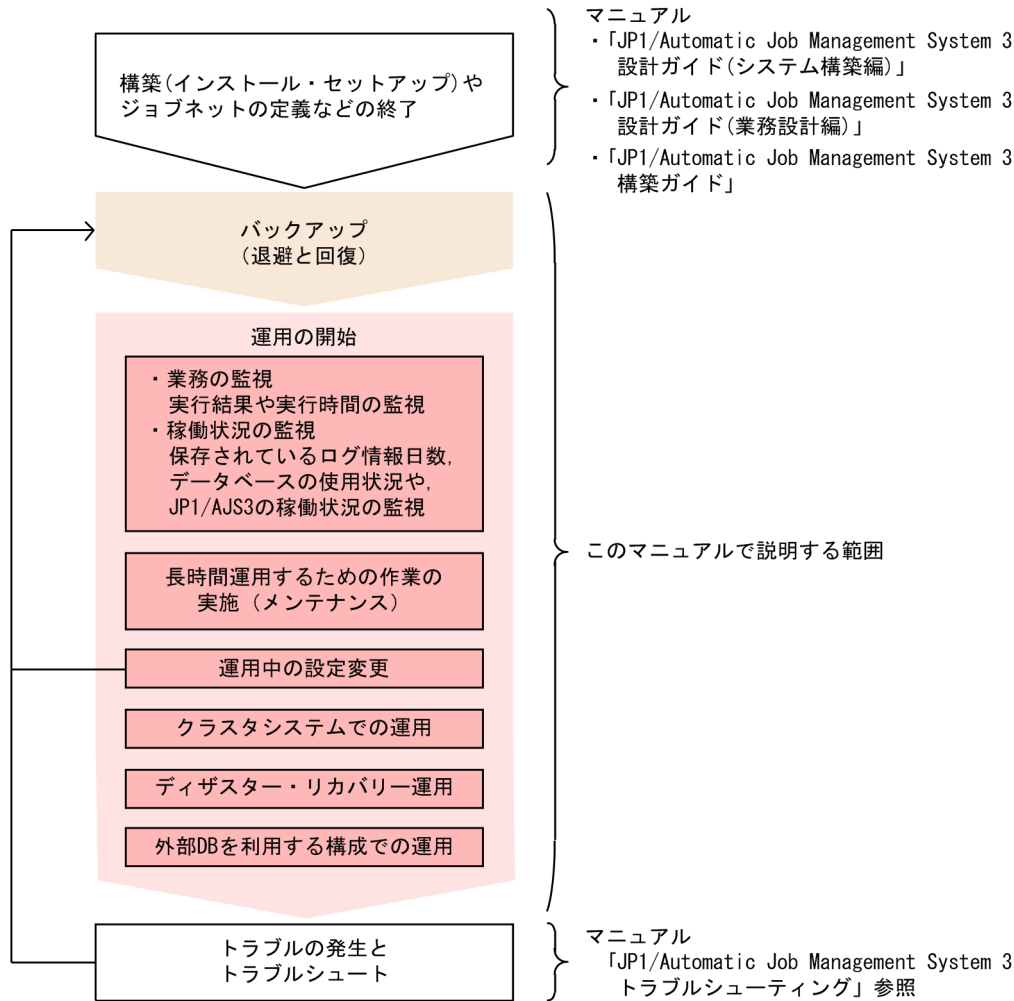 構築(インストール・セットアップ)や
ジョブネットの定義などの終了
マニュアル
・「JP1/Automatic Job Management System 3
設計ガイド(システム構築編)」
・「JP1/Automatic Job Management System 3
設計ガイド(業務設計編)」
・「JP1/Automatic Job Management System 3
構築ガイド」
バックアップ
(退避と回復)
運用の開始
・業務の監視
実行結果や実行時間の監視
・稼働状況の監視
保存されているログ情報日数,
データベースの使用状況や,
JP1/AJS3の稼働状況の監視
長時間運用するための作業の
実施（メンテナンス）
運用中の設定変更
クラスタシステムでの運用
ディザスター・リカバリー運用
外部DBを利用する構成での運用
このマニュアルで説明する範囲
トラブルの発生と
トラブルシュート
マニュアル
「JP1/Automatic Job Management System 3
トラブルシューティング」参照